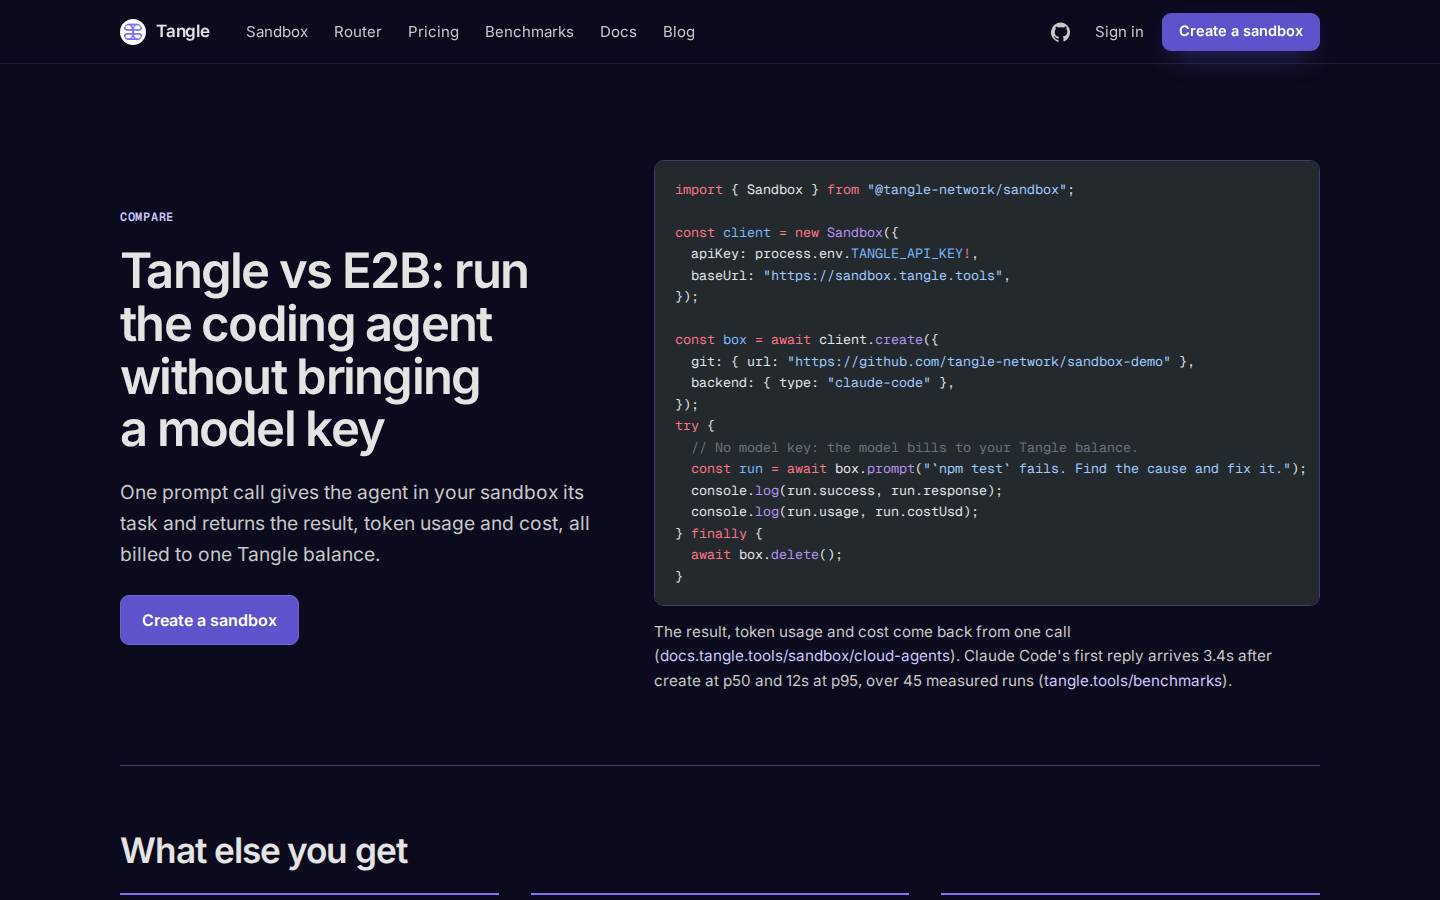 Tangle
Sandbox
Router
Pricing
Benchmarks
Docs
Blog
Sign in
Create a sandbox
COMPARE
Tangle vs E2B: run
the coding agent
without bringing
a model key
One prompt call gives the agent in your sandbox its
task and returns the result, token usage and cost, all
billed to one Tangle balance.
Create a sandbox
import { Sandbox } from "@tangle-network/sandbox";

const client = new Sandbox({
  apiKey: process.env.TANGLE_API_KEY!,
  baseUrl: "https://sandbox.tangle.tools",
});

const box = await client.create({
  git: { url: "https://github.com/tangle-network/sandbox-demo" },
  backend: { type: "claude-code" },
});
try {
  // No model key: the model bills to your Tangle balance.
  const run = await box.prompt("`npm test` fails. Find the cause and fix it.");
  console.log(run.success, run.response);
  console.log(run.usage, run.costUsd);
} finally {
  await box.delete();
}
The result, token usage and cost come back from one call
(docs.tangle.tools/sandbox/cloud-agents). Claude Code's first reply arrives 3.4s after
create at p50 and 12s at p95, over 45 measured runs (tangle.tools/benchmarks).
What else you get